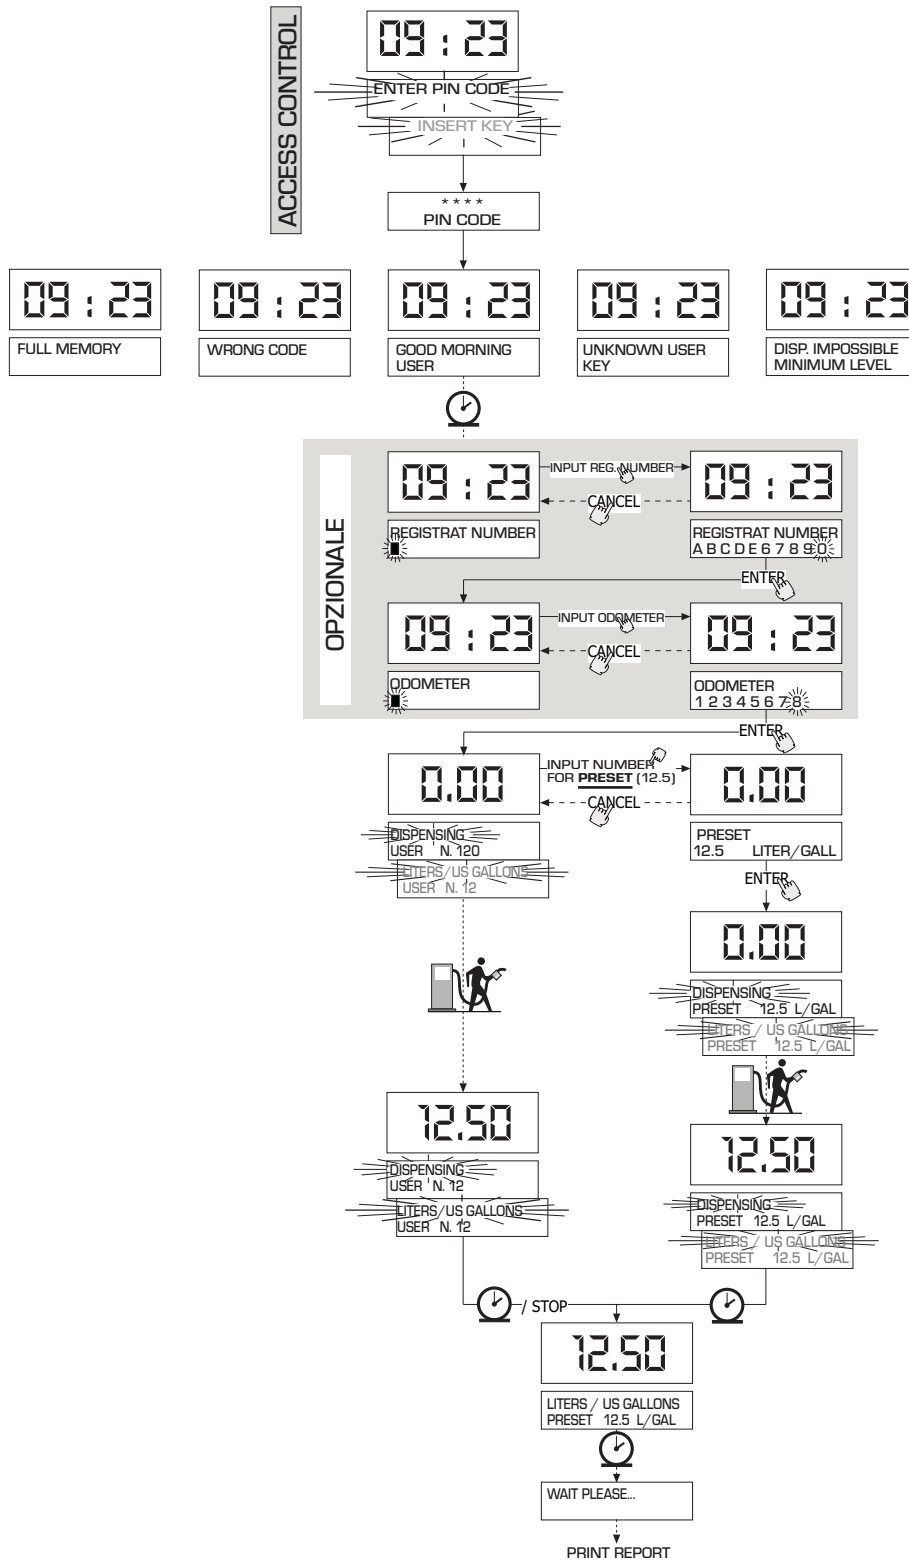 ACCESS CONTROL
09 : 23
ENTER PIN CODE
INSERT KEY
* * * *
PIN CODE
09 : 23
FULL MEMORY
09 : 23
WRONG CODE
09 : 23
GOOD MORNING
USER
09 : 23
UNKNOWN USER
KEY
09 : 23
DISP. IMPOSSIBLE
MINIMUM LEVEL
OPZIONALE
09 : 23
INPUT REG. NUMBER
CANCEL
09 : 23
REGISTRAT NUMBER
REGISTRAT NUMBER
A B C D E 6 7 8 9 0
ENTER
09 : 23
INPUT ODOMETER
CANCEL
09 : 23
ODOMETER
ODOMETER
1 2 3 4 5 6 7 8
ENTER
0.00
INPUT NUMBER
FOR PRESET (12.5)
CANCEL
0.00
DISPENSING
USER N. 120
LITERS/US GALLONS
USER N. 12
PRESET
12.5 LITER/GALL
ENTER
0.00
DISPENSING
PRESET 12.5 L/GAL
LITERS / US GALLONS
PRESET 12.5 L/GAL
12.50
DISPENSING
USER N. 12
LITERS/US GALLONS
USER N. 12
12.50
DISPENSING
PRESET 12.5 L/GAL
LITERS / US GALLONS
PRESET 12.5 L/GAL
/ STOP
12.50
LITERS / US GALLONS
PRESET 12.5 L/GAL
WAIT PLEASE...
PRINT REPORT